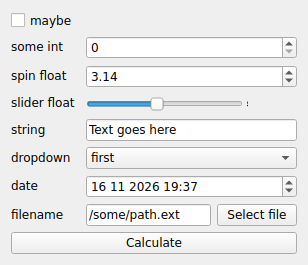 maybe
some int 0
spin float 3.14
slider float
string Text goes here
dropdown first
date 16 11 2026 19:37
filename /some/path.ext Select file
Calculate